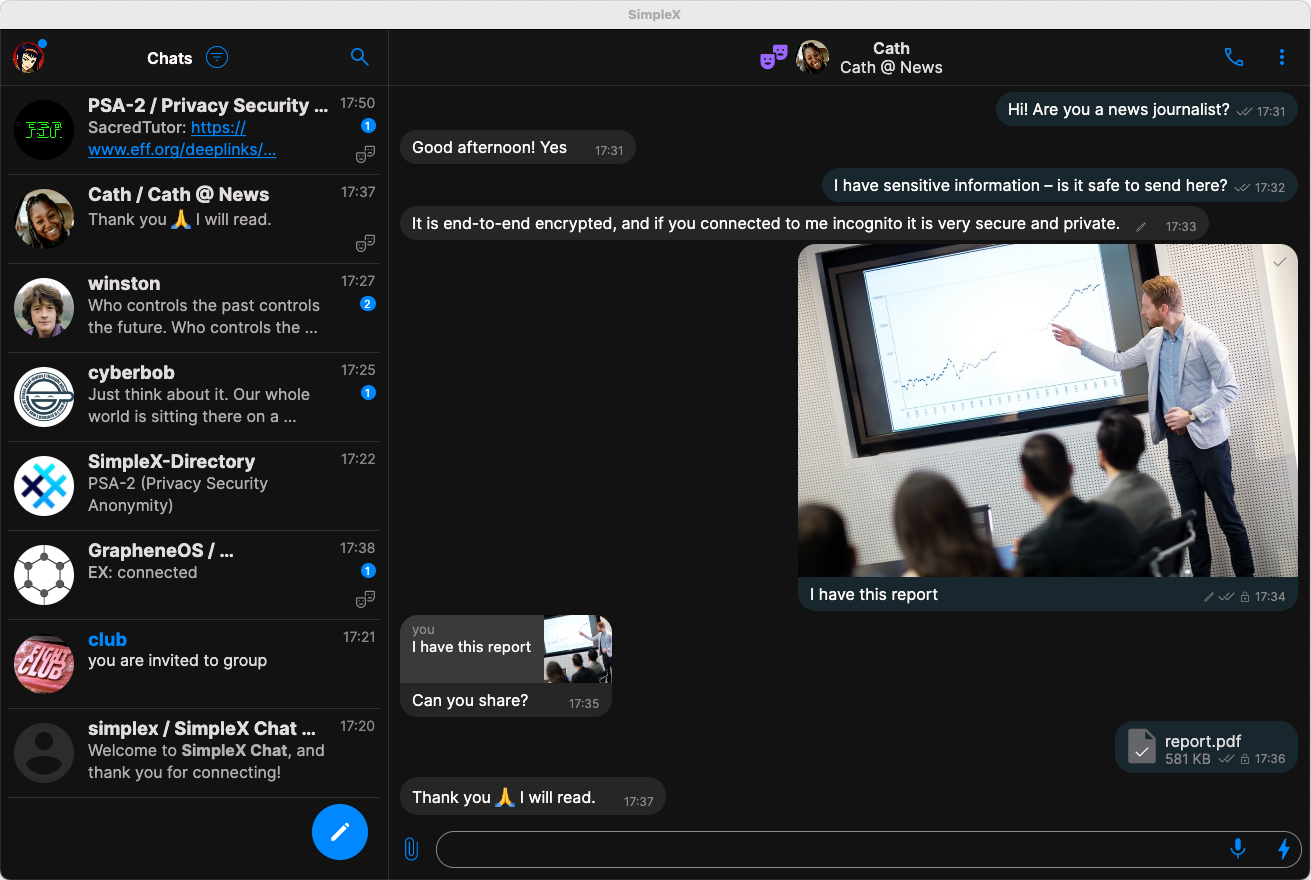 SimpleX
Chats
PSA-2 / Privacy Security ...
17:50
SacredTutor: https://
1
www.eff.org/deeplinks/...
Cath / Cath @ News
17:37
Thank you 🙏 I will read.
winston
17:27
Who controls the past controls
2
the future. Who controls the ...
cyberbob
17:25
Just think about it. Our whole
1
world is sitting there on a ...
SimpleX-Directory
17:22
PSA-2 (Privacy Security
Anonymity)
GrapheneOS / ...
17:38
EX: connected
1
club
17:21
you are invited to group
FIGHT
CLUB
simplex / SimpleX Chat ...
17:20
Welcome to SimpleX Chat, and
thank you for connecting!
Cath
Cath @ News
Hi! Are you a news journalist?
17:31
Good afternoon! Yes
17:31
I have sensitive information – is it safe to send here?
17:32
It is end-to-end encrypted, and if you connected to me incognito it is very secure and private.
17:33
I have this report
17:34
you
I have this report
Can you share?
17:35
report.pdf
581 KB
17:36
Thank you 🙏 I will read.
17:37